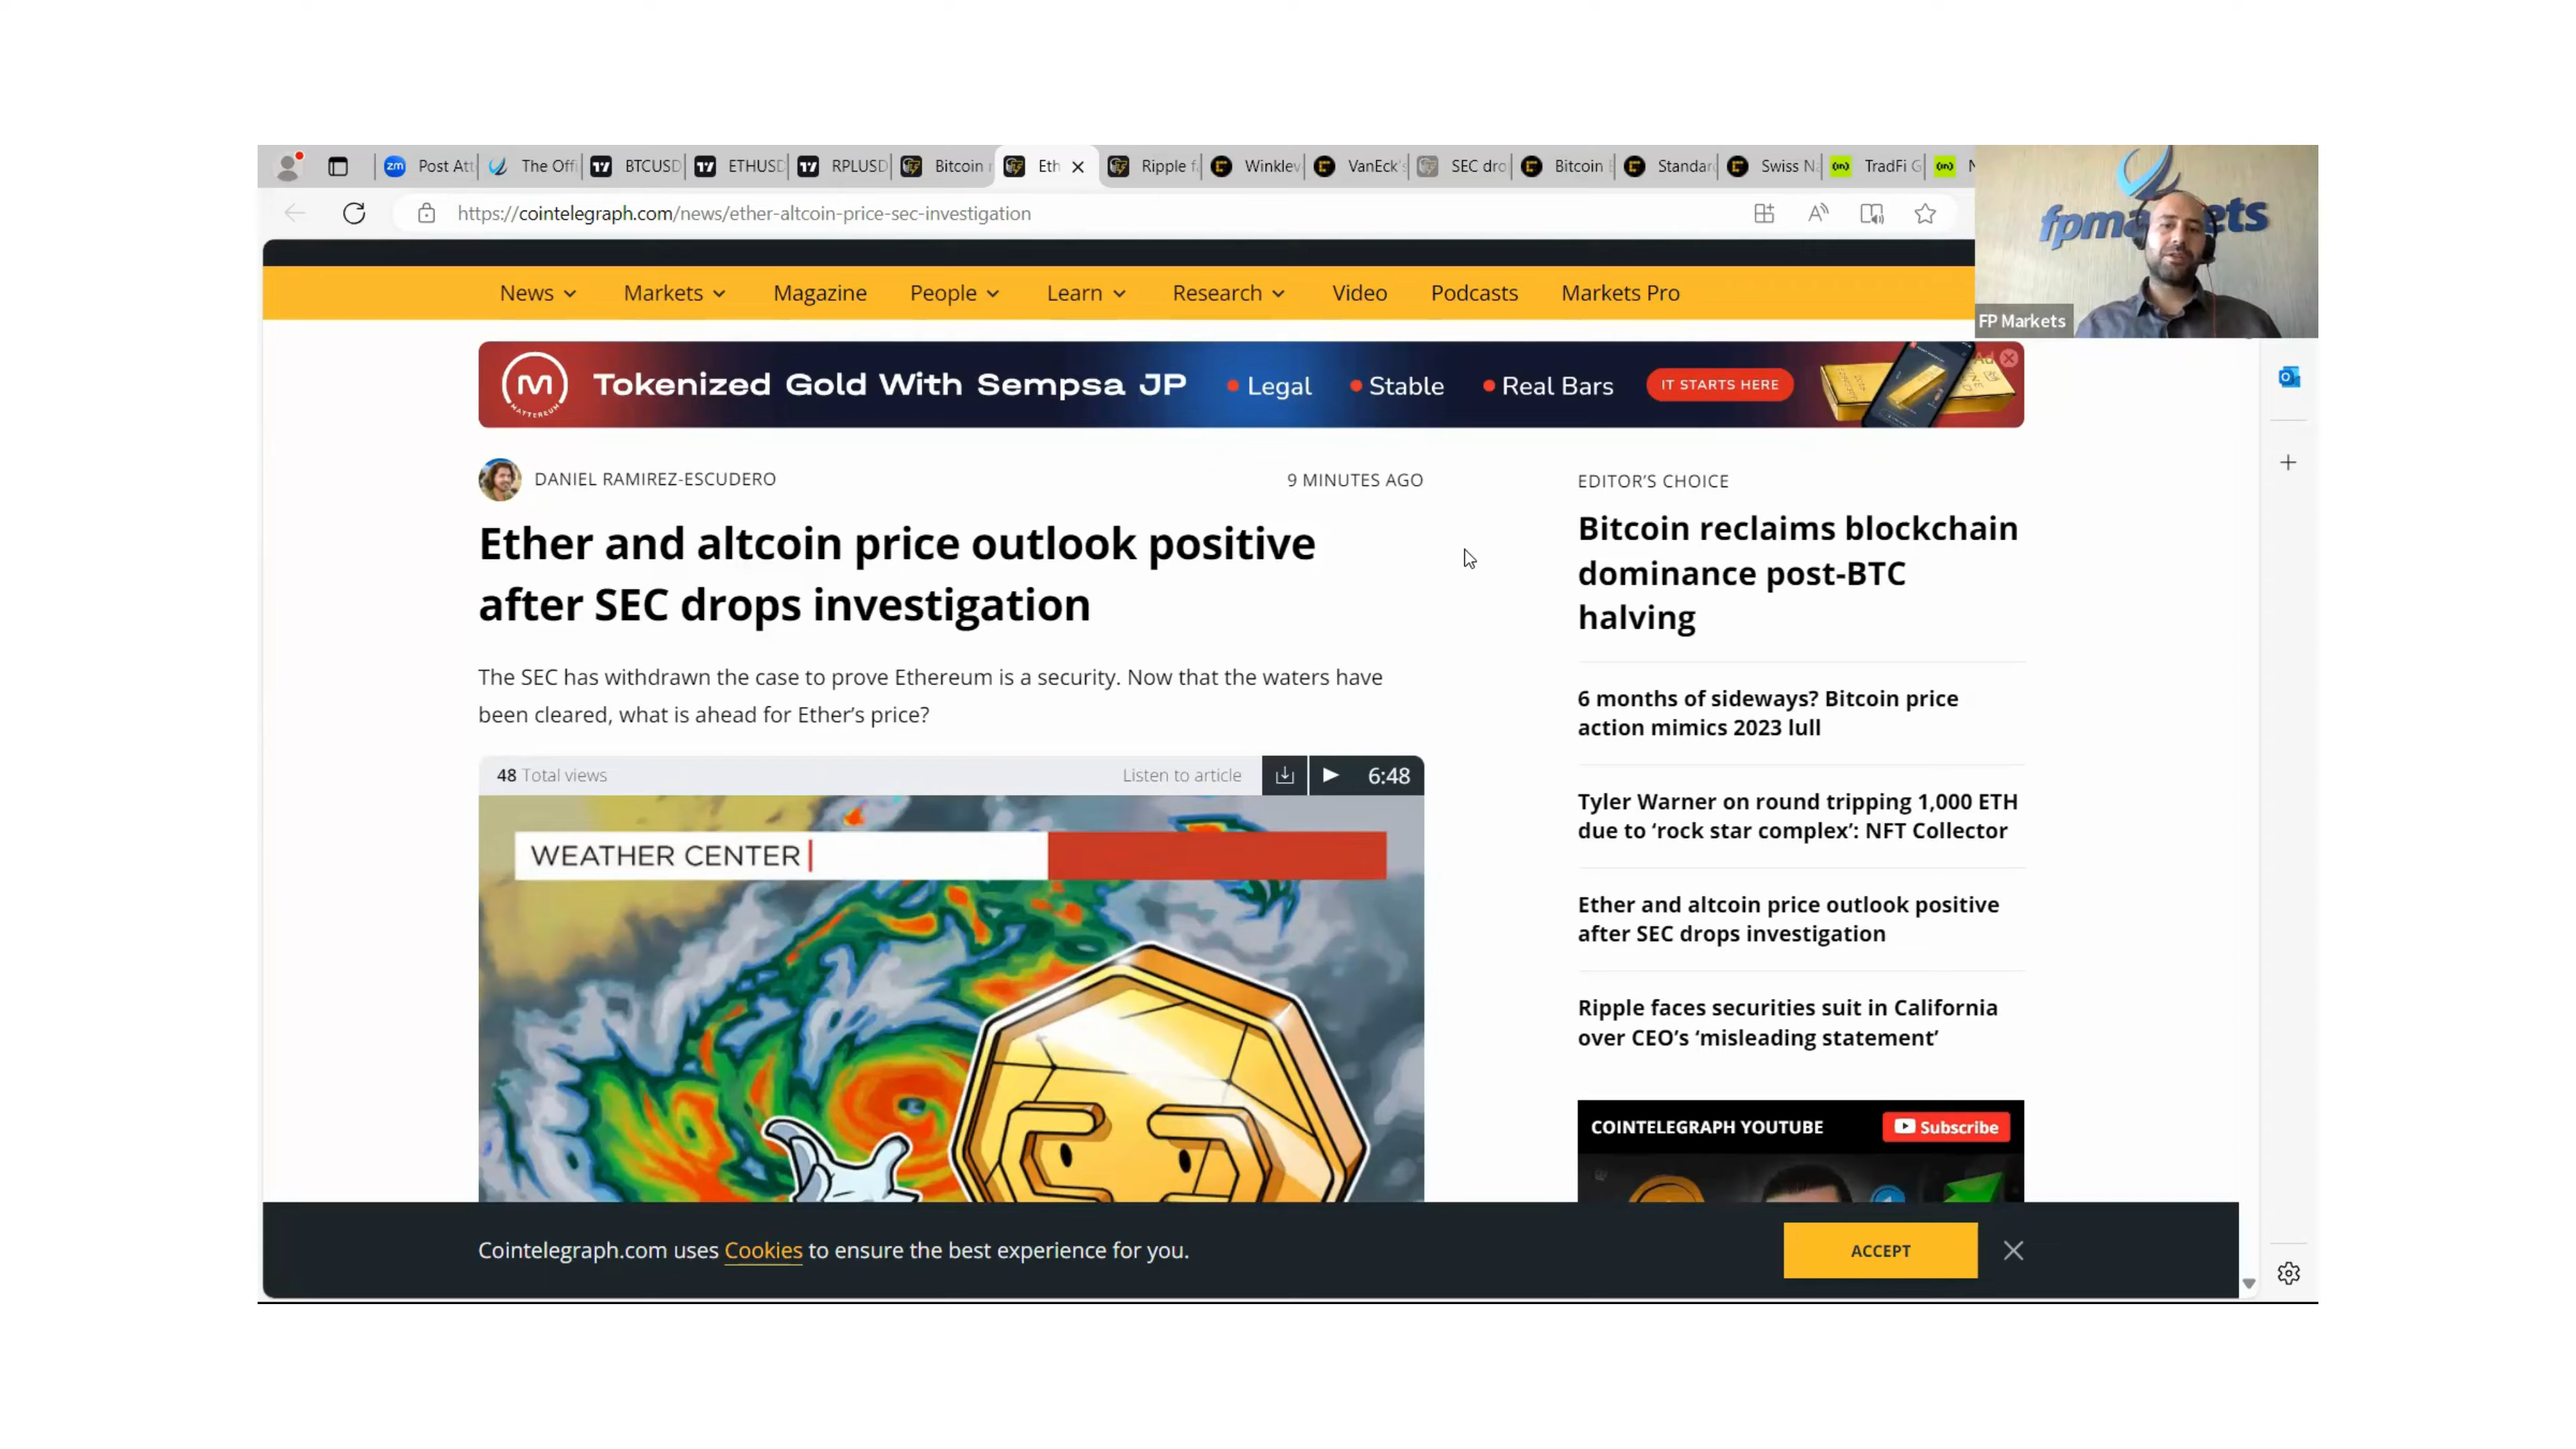 Post Att
The Offi
BTCUSD
ETHUSD
RPLUSD
Bitcoin
Eth
Ripple f
Winklev
VanEck's
SEC dro
Bitcoin
Standar
Swiss Na
TradFi G
https://cointelegraph.com/news/ether-altcoin-price-sec-investigation
FP Markets
News
Markets
Magazine
People
Learn
Research
Video
Podcasts
Markets Pro
MATTEREUM
Tokenized Gold With Sempsa JP
• Legal
• Stable
• Real Bars
IT STARTS HERE
Ad
DANIEL RAMIREZ-ESCUDERO
9 MINUTES AGO
Ether and altcoin price outlook positive
after SEC drops investigation
The SEC has withdrawn the case to prove Ethereum is a security. Now that the waters have
been cleared, what is ahead for Ether’s price?
48 Total views
Listen to article
6:48
WEATHER CENTER
EDITOR’S CHOICE
Bitcoin reclaims blockchain
dominance post-BTC
halving
6 months of sideways? Bitcoin price
action mimics 2023 lull
Tyler Warner on round tripping 1,000 ETH
due to ‘rock star complex’: NFT Collector
Ether and altcoin price outlook positive
after SEC drops investigation
Ripple faces securities suit in California
over CEO’s ‘misleading statement’
COINTELEGRAPH YOUTUBE
Subscribe
Cointelegraph.com uses Cookies to ensure the best experience for you.
ACCEPT